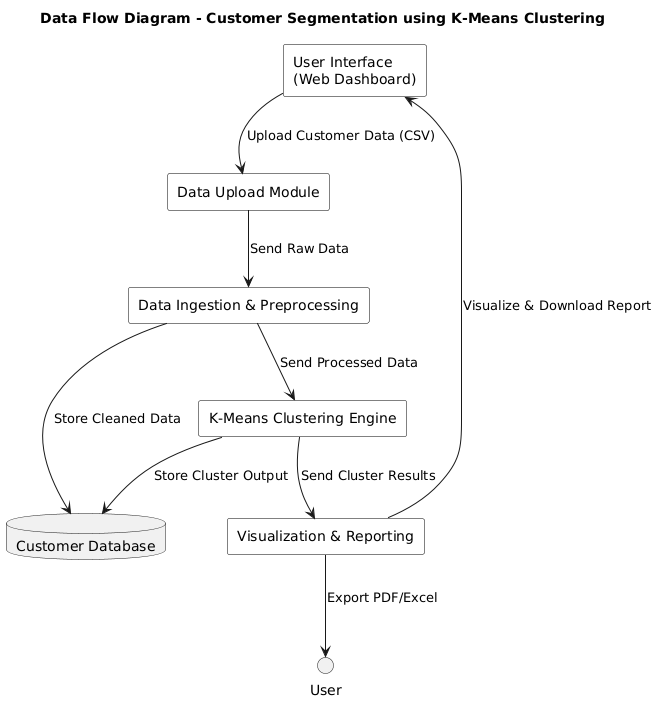 Data Flow Diagram - Customer Segmentation using K-Means Clustering
User Interface
(Web Dashboard)
Upload Customer Data (CSV)
Data Upload Module
Send Raw Data
Data Ingestion & Preprocessing
Visualize & Download Report
Send Processed Data
Store Cleaned Data
K-Means Clustering Engine
Store Cluster Output
Send Cluster Results
Customer Database
Visualization & Reporting
Export PDF/Excel
User